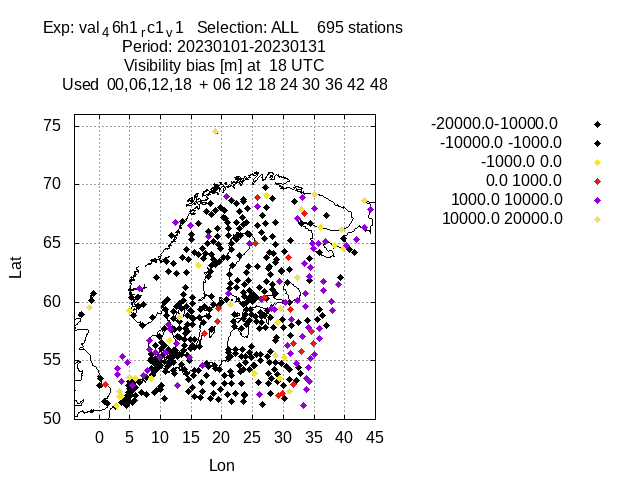 Exp: val₄6h1ᵣc1ᵥ1 Selection: ALL 695 stations
Period: 20230101-20230131
Visibility bias [m] at 18 UTC
Used 00,06,12,18 + 06 12 18 24 30 36 42 48
-20000.0-10000.0
-10000.0 -1000.0
-1000.0 0.0
0.0 1000.0
1000.0 10000.0
10000.0 20000.0
75
70
65
60
55
50
Lat
0 5 10 15 20 25 30 35 40 45
Lon